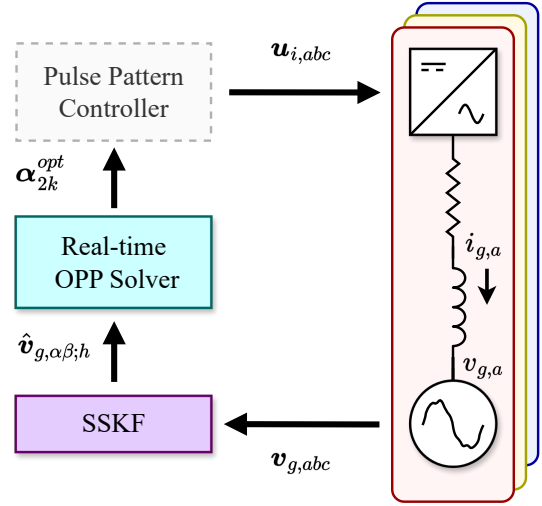 u_{i,abc}
Pulse Pattern
Controller
α_{2k}^{opt}
Real-time
OPP Solver
i_{g,a}
v̂_{g,αβ;h}
v_{g,a}
SSKF
v_{g,abc}